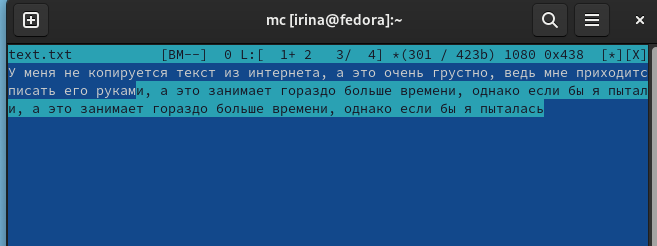 mc [irina@fedora]:~
text.txt [BM--] 0 L:[ 1+ 2 3/ 4] *(301 / 423b) 1080 0x438 [*][X]
У меня не копируется текст из интернета, а это очень грустно, ведь мне приходитс
писать его руками, а это занимает гораздо больше времени, однако если бы я пытал
и, а это занимает гораздо больше времени, однако если бы я пыталась